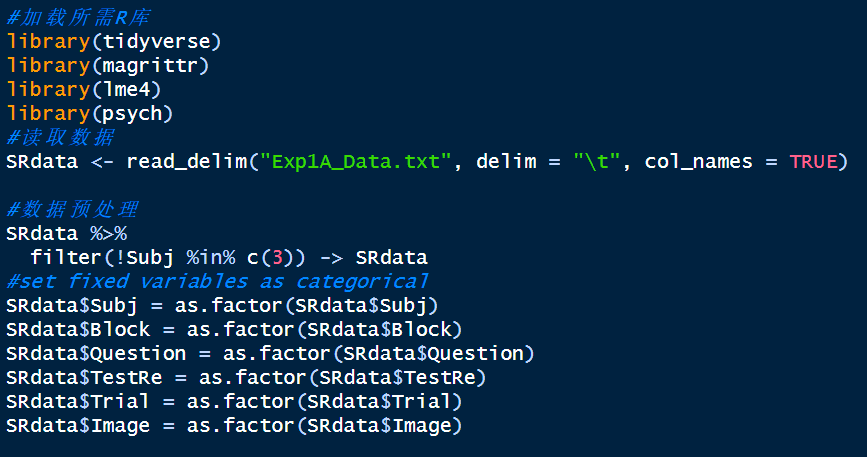 #加载所需R库
library(tidyverse)
library(magrittr)
library(lme4)
library(psych)
#读取数据
SRdata <- read_delim("Exp1A_Data.txt", delim = "\t", col_names = TRUE)

#数据预处理
SRdata %>%
  filter(!Subj %in% c(3)) -> SRdata
#set fixed variables as categorical
SRdata$Subj = as.factor(SRdata$Subj)
SRdata$Block = as.factor(SRdata$Block)
SRdata$Question = as.factor(SRdata$Question)
SRdata$TestRe = as.factor(SRdata$TestRe)
SRdata$Trial = as.factor(SRdata$Trial)
SRdata$Image = as.factor(SRdata$Image)